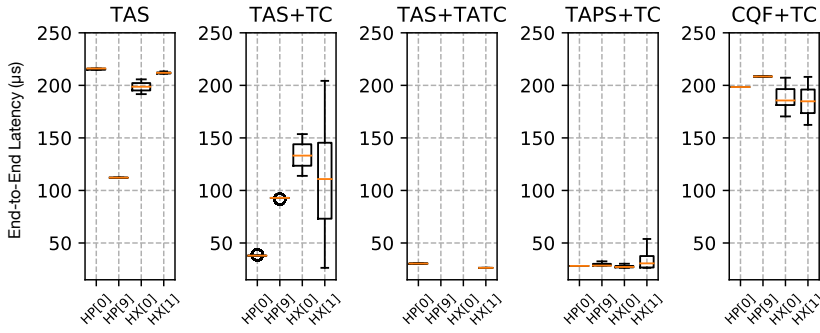 TAS
TAS+TC
TAS+TATC
TAPS+TC
CQF+TC
End-to-End Latency (µs)
250
200
150
100
50
HP[0]
HP[9]
HX[0]
HX[1]
250
200
150
100
50
HP[0]
HP[9]
HX[0]
HX[1]
250
200
150
100
50
HP[0]
HP[9]
HX[0]
HX[1]
250
200
150
100
50
HP[0]
HP[9]
HX[0]
HX[1]
250
200
150
100
50
HP[0]
HP[9]
HX[0]
HX[1]